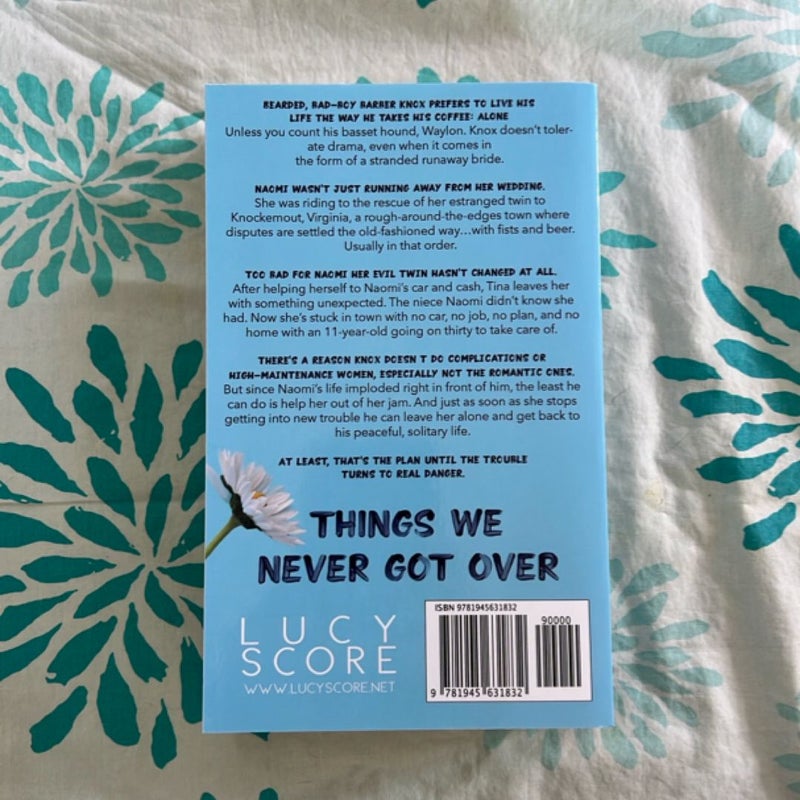 BEARDED, BAD-BOY BARBER KNOX PREFERS TO LIVE HIS
LIFE THE WAY HE TAKES HIS COFFEE: ALONE
Unless you count his basset hound, Waylon. Knox doesn't toler-
ate drama, even when it comes in
the form of a stranded runaway bride.
NAOMI WASN'T JUST RUNNING AWAY FROM HER WEDDING.
She was riding to the rescue of her estranged twin to
Knockemout, Virginia, a rough-around-the-edges town where
disputes are settled the old-fashioned way...with fists and beer.
Usually in that order.
TOO BAD FOR NAOMI HER EVIL TWIN HASN'T CHANGED AT ALL.
After helping herself to Naomi's car and cash, Tina leaves her
with something unexpected. The niece Naomi didn't know she
had. Now she's stuck in town with no car, no job, no plan, and no
home with an 11-year-old going on thirty to take care of.
THERE'S A REASON KNOX DOESN T DO COMPLICATIONS OR
HIGH-MAINTENANCE WOMEN, ESPECIALLY NOT THE ROMANTIC ONES.
But since Naomi's life imploded right in front of him, the least he
can do is help her out of her jam. And just as soon as she stops
getting into new trouble he can leave her alone and get back to
his peaceful, solitary life.
AT LEAST, THAT'S THE PLAN UNTIL THE TROUBLE
TURNS TO REAL DANGER.
THINGS WE
NEVER GOT OVER
LUCY
SCORE
WWW.LUCYSCORE.NET
ISBN 9781945631832
90000
9 781945 631832